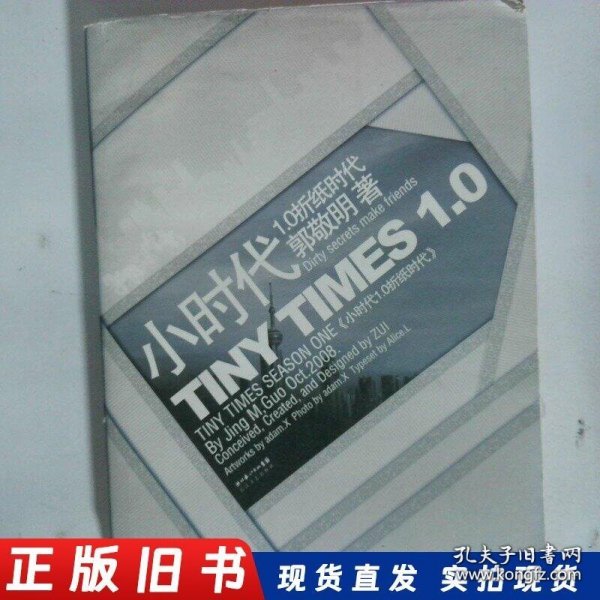 小时代
1.0折纸时代
郭敬明 著
Dirty secrets make friends
TINY TIMES 1.0
TINY TIMES SEASON ONE《小时代1.0折纸时代》
By Jing M.Guo Oct.2008
Conceived, Created, and Designed by ZUI
Artworks by adam.X Photo by adam.X Typeset by Alice.L
正版旧书
现货直发 实拍现货
孔夫子旧書网
www.kongfz.com